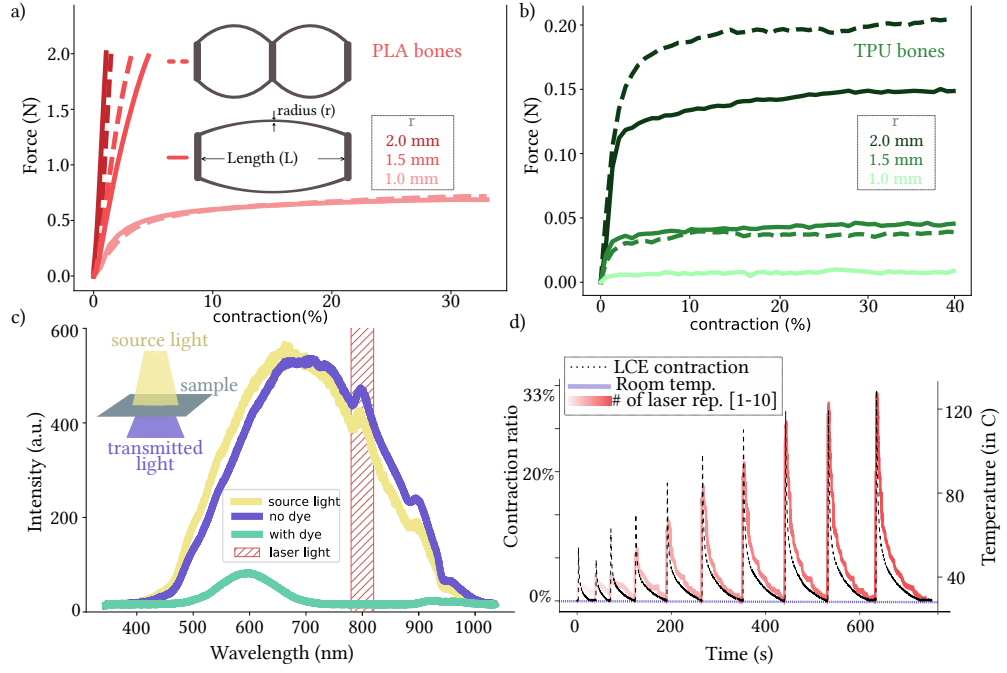 a)
PLA bones
Force (N)
2.0
1.5
1.0
0.5
0.0
radius (r)
Length (L)
r
2.0 mm
1.5 mm
1.0 mm
0
10
20
30
contraction(%)
b)
TPU bones
Force (N)
0.20
0.15
0.10
0.05
0.00
r
2.0 mm
1.5 mm
1.0 mm
0
10
20
30
40
contraction (%)
c)
source light
sample
transmitted
light
Intensity (a.u.)
600
400
200
0
source light
no dye
with dye
laser light
400
500
600
700
800
900
1000
Wavelength (nm)
d)
LCE contraction
Room temp.
# of laser rep. [1-10]
Contraction ratio
33%
20%
0%
Temperature (in C)
120
80
40
0
200
400
600
Time (s)